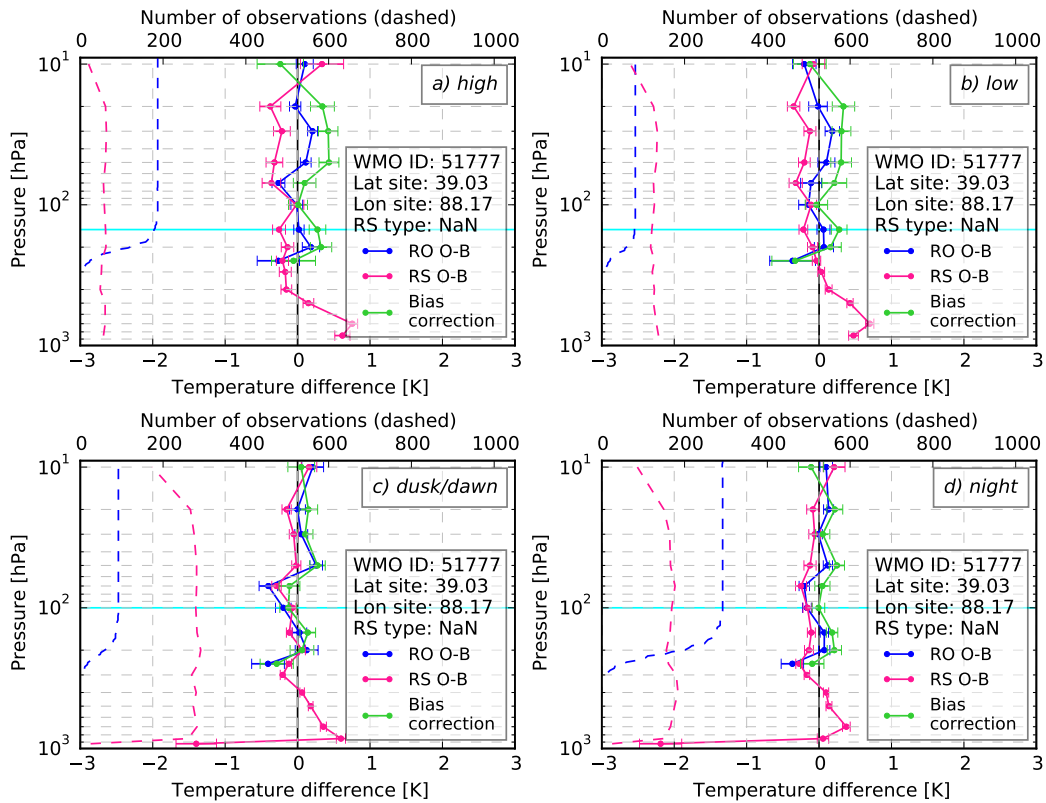 Number of observations (dashed)
0 200 400 600 800 1000
10¹
10²
10³
Pressure [hPa]
a) high
WMO ID: 51777
Lat site: 39.03
Lon site: 88.17
RS type: NaN
RO O-B
RS O-B
Bias
correction
−3 −2 −1 0 1 2 3
Temperature difference [K]
Number of observations (dashed)
0 200 400 600 800 1000
10¹
10²
10³
Pressure [hPa]
b) low
WMO ID: 51777
Lat site: 39.03
Lon site: 88.17
RS type: NaN
RO O-B
RS O-B
Bias
correction
−3 −2 −1 0 1 2 3
Temperature difference [K]
Number of observations (dashed)
0 200 400 600 800 1000
10¹
10²
10³
Pressure [hPa]
c) dusk/dawn
WMO ID: 51777
Lat site: 39.03
Lon site: 88.17
RS type: NaN
RO O-B
RS O-B
Bias
correction
−3 −2 −1 0 1 2 3
Temperature difference [K]
Number of observations (dashed)
0 200 400 600 800 1000
10¹
10²
10³
Pressure [hPa]
d) night
WMO ID: 51777
Lat site: 39.03
Lon site: 88.17
RS type: NaN
RO O-B
RS O-B
Bias
correction
−3 −2 −1 0 1 2 3
Temperature difference [K]